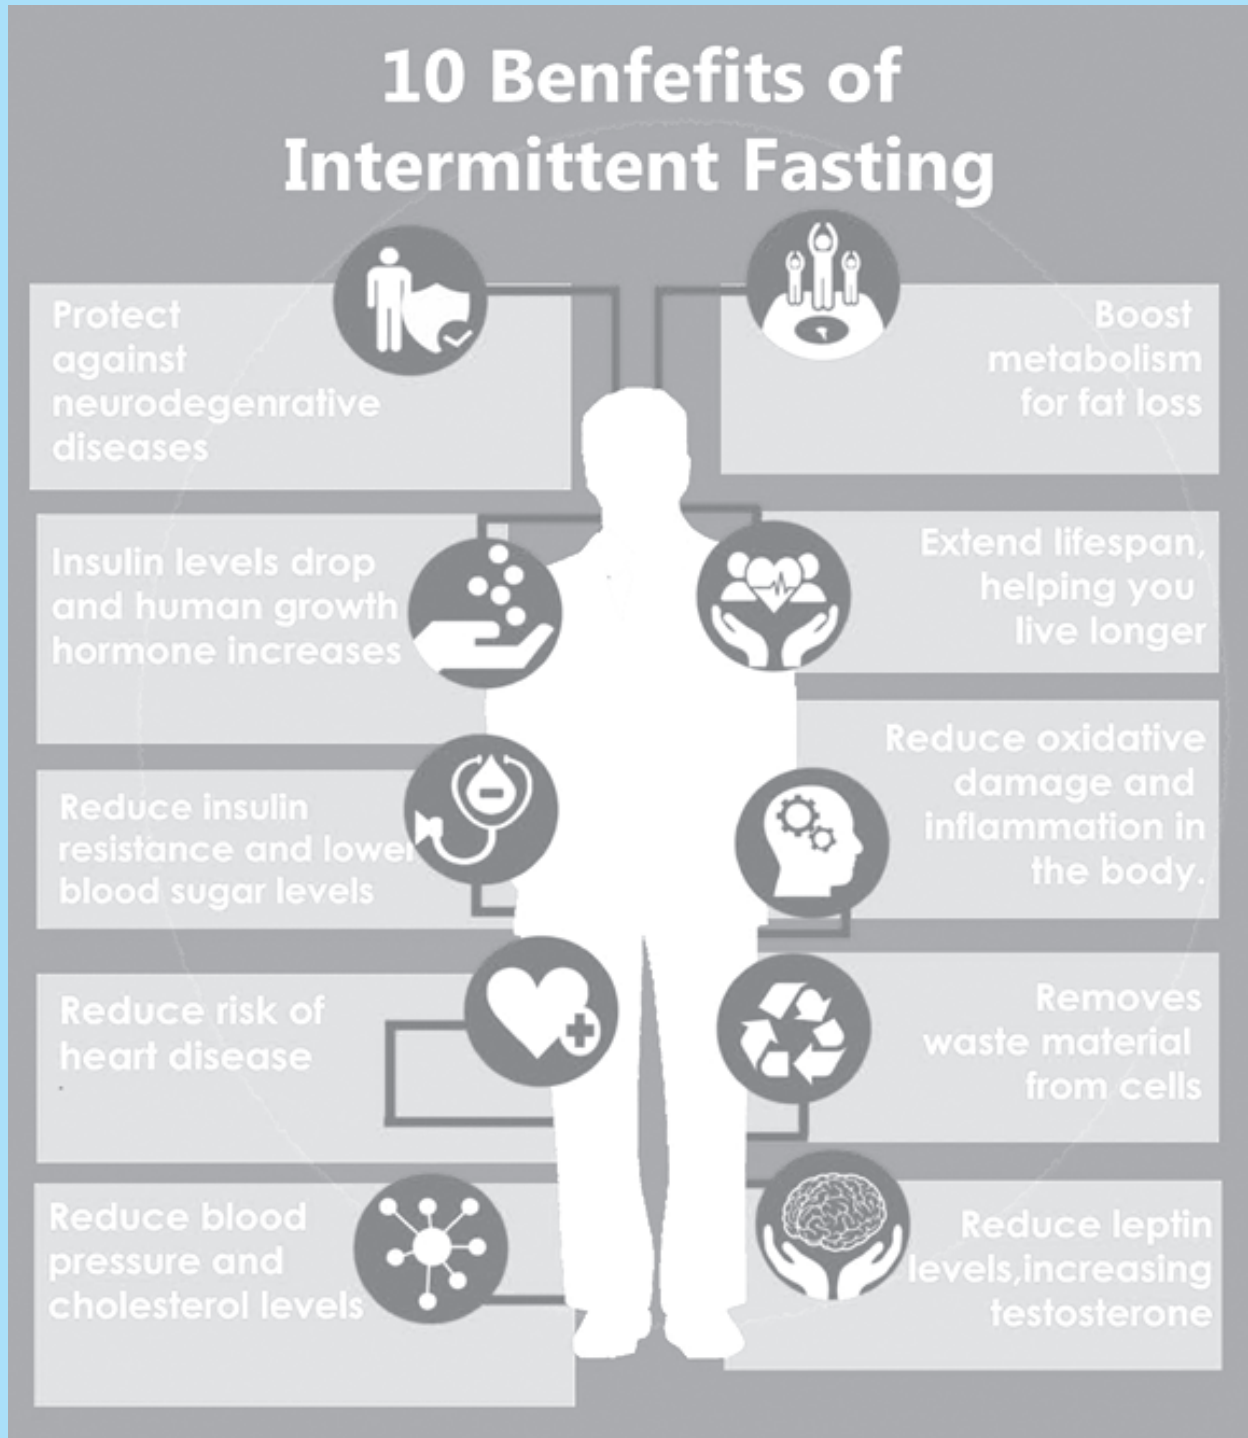 10 Benfefits of
Intermittent Fasting
Protect
against
neurodegenrative
diseases
Boost
metabolism
for fat loss
Insulin levels drop
and human growth
hormone increases
Extend lifespan,
helping you
live longer
Reduce insulin
resistance and lower
blood sugar levels
Reduce oxidative
damage and
inflammation in
the body.
Reduce risk of
heart disease
Removes
waste material
from cells
Reduce blood
pressure and
cholesterol levels
Reduce leptin
levels,increasing
testosterone